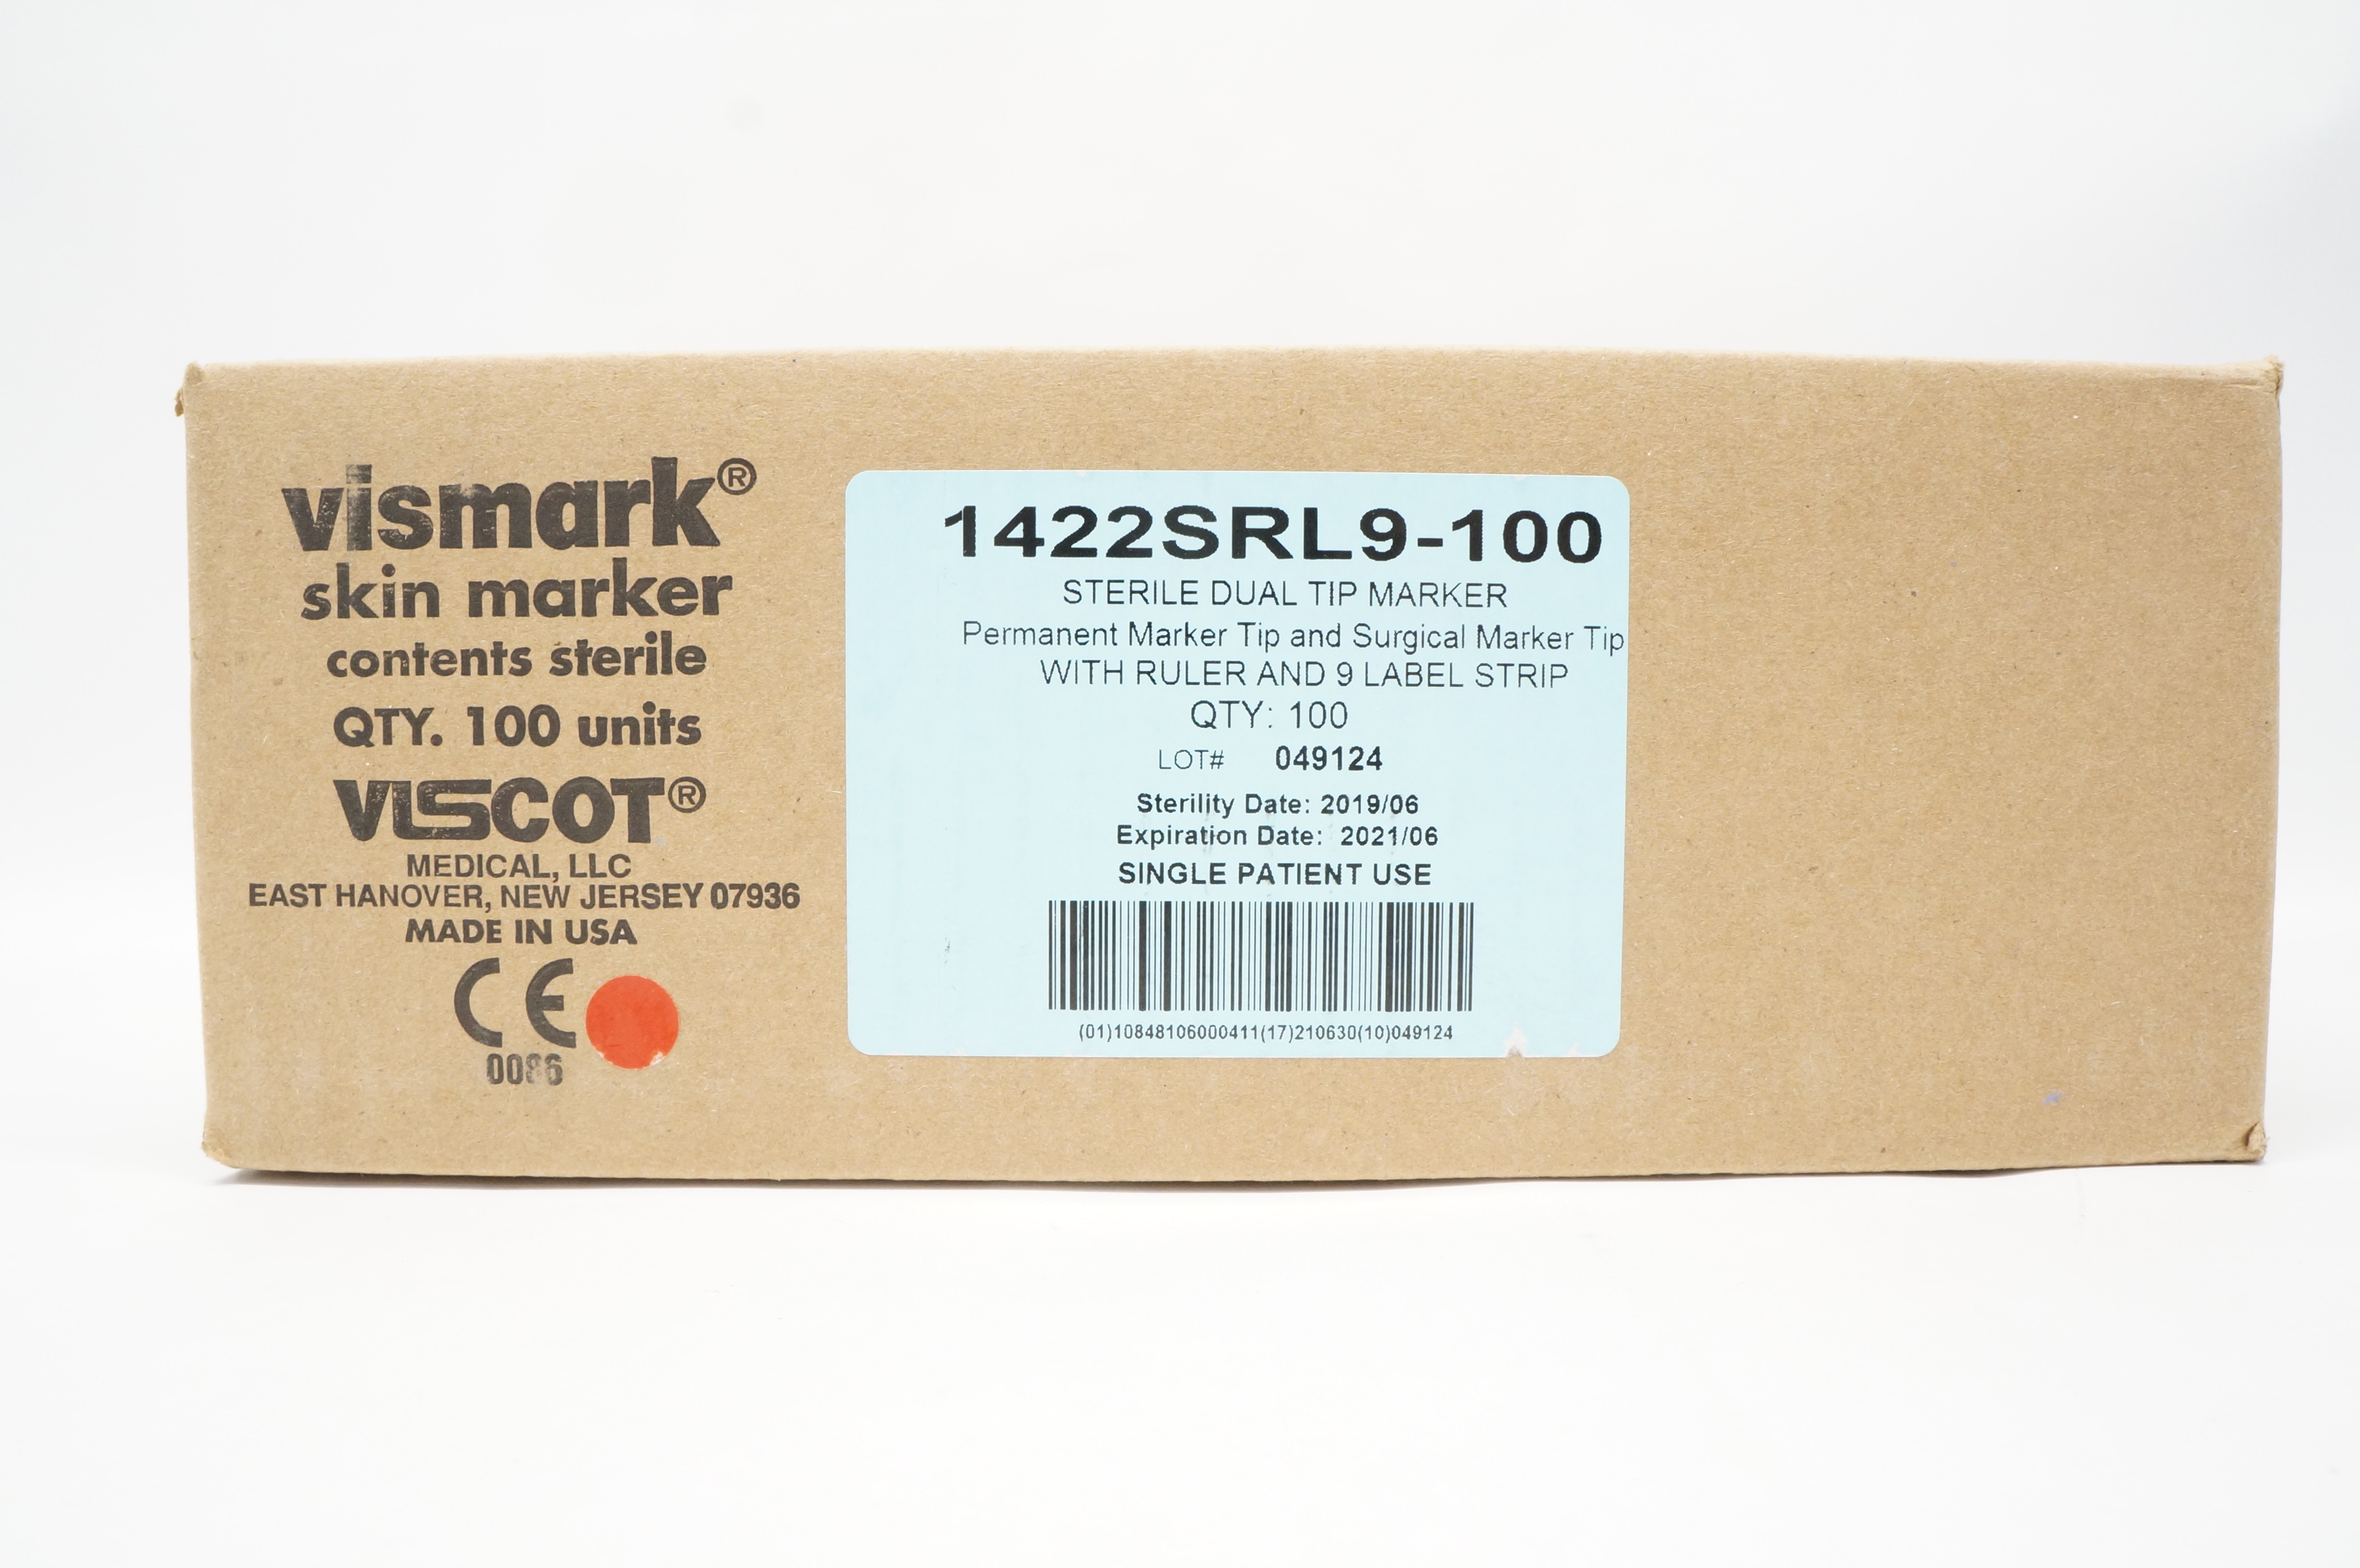 vismark®
skin marker
contents sterile
QTY. 100 units
VISCOT®
MEDICAL, LLC
EAST HANOVER, NEW JERSEY 07936
MADE IN USA
CE
0086
1422SRL9-100
STERILE DUAL TIP MARKER
Permanent Marker Tip and Surgical Marker Tip
WITH RULER AND 9 LABEL STRIP
QTY: 100
LOT# 049124
Sterility Date: 2019/06
Expiration Date: 2021/06
SINGLE PATIENT USE
(01)10848106000411(17)210630(10)049124